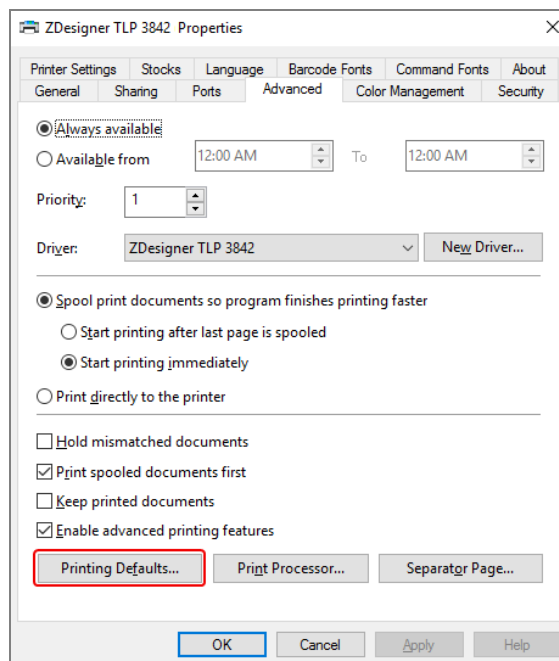 ZDesigner TLP 3842 Properties
Printer Settings Stocks Language Barcode Fonts Command Fonts About
General Sharing Ports Advanced Color Management Security
Always available
Available from 12:00 AM To 12:00 AM
Priority: 1
Driver: ZDesigner TLP 3842 New Driver...
Spool print documents so program finishes printing faster
Start printing after last page is spooled
Start printing immediately
Print directly to the printer
Hold mismatched documents
Print spooled documents first
Keep printed documents
Enable advanced printing features
Printing Defaults... Print Processor... Separator Page...
OK Cancel Apply Help